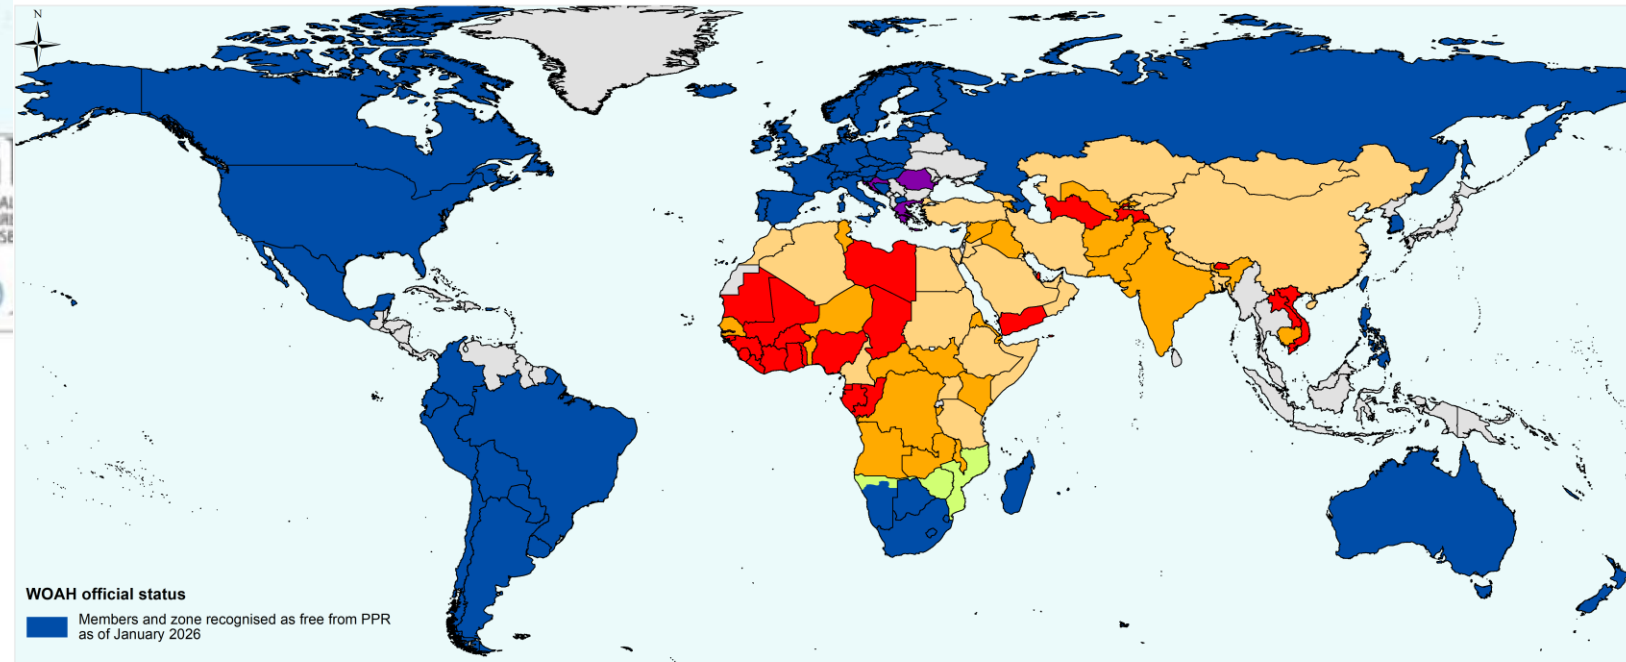 N
WOAH official status
Members and zone recognised as free from PPR
as of January 2026